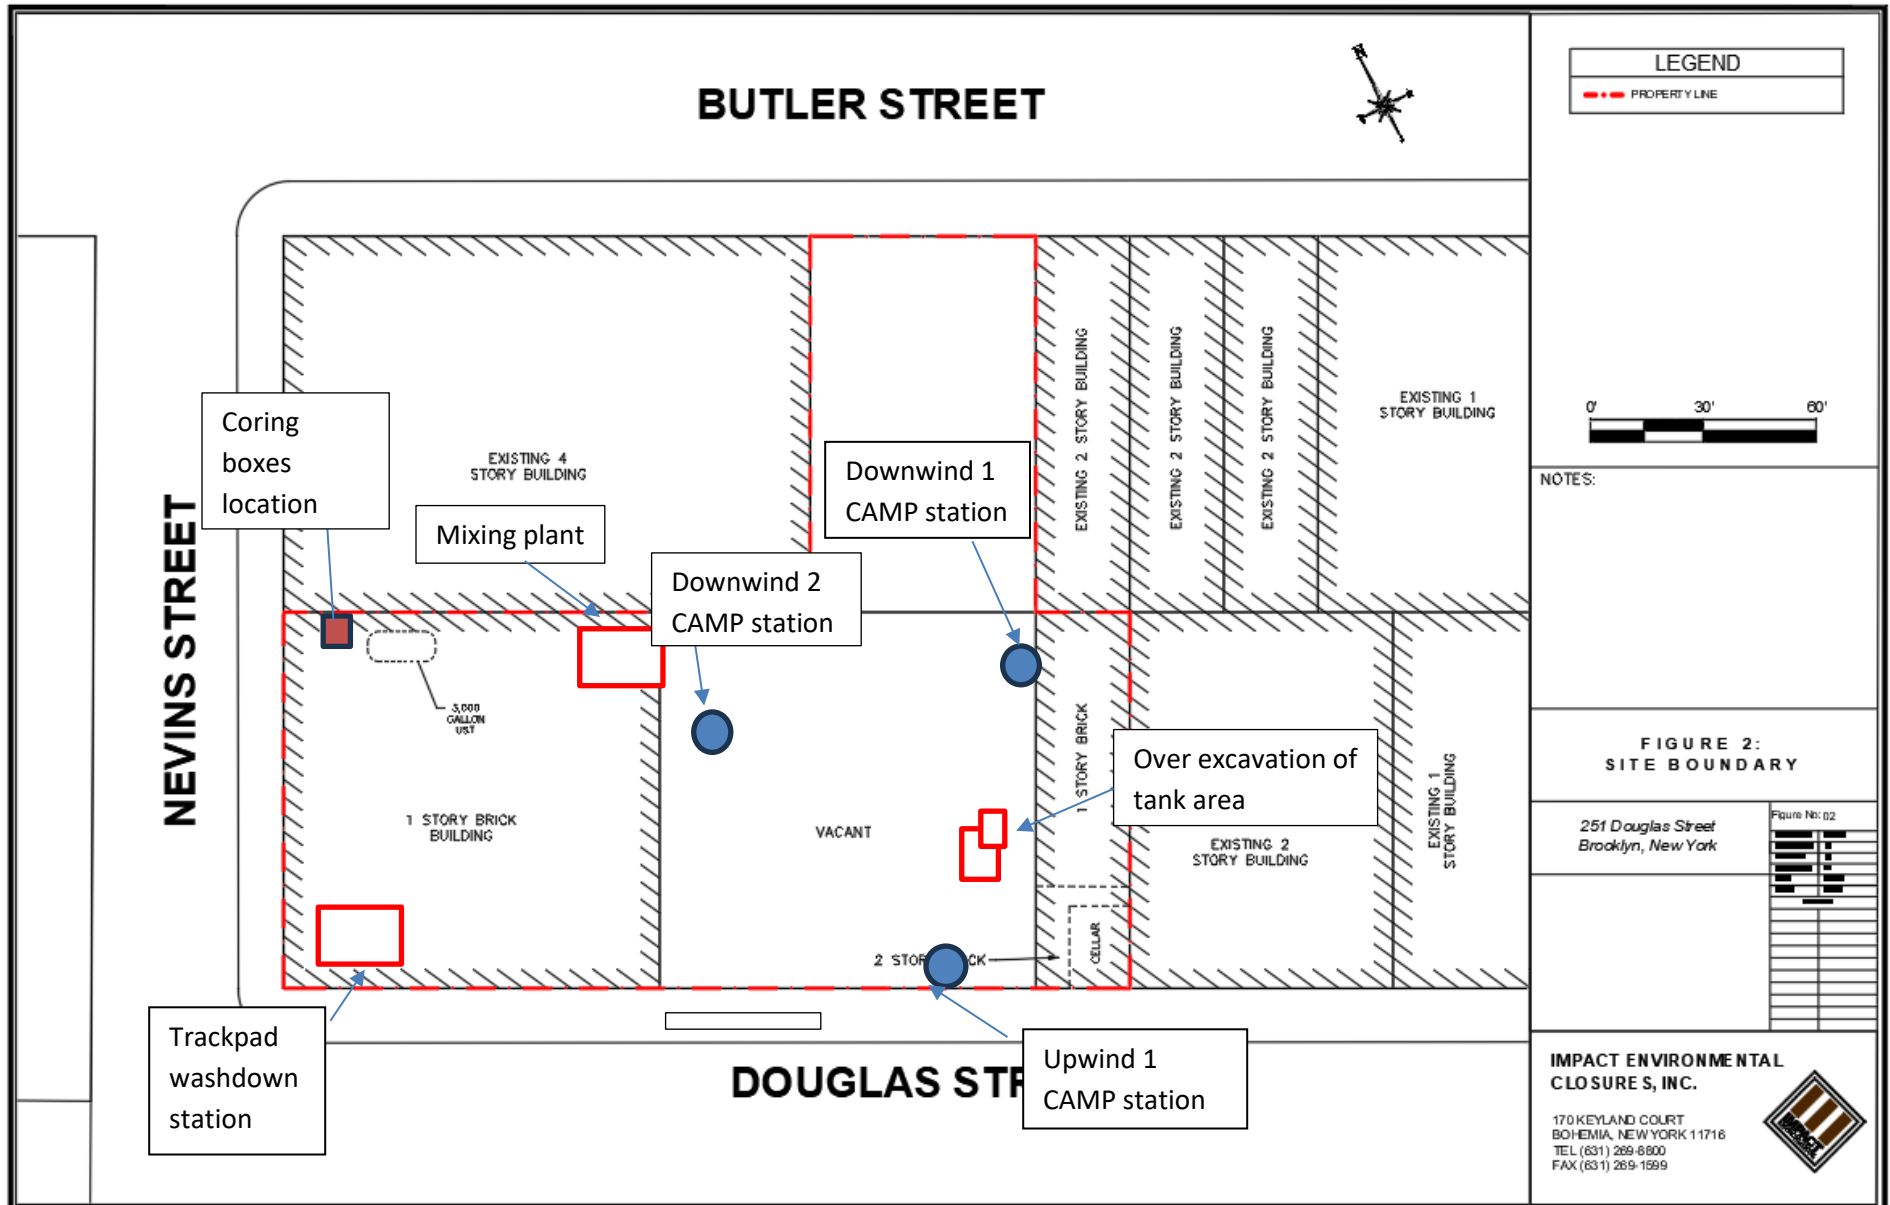 BUTLER STREET
N
LEGEND
PROPERTY LINE
0' 30' 60'
NOTES:
Coring
boxes
location
EXISTING 4
STORY BUILDING
Mixing plant
Downwind 1
CAMP station
Downwind 2
CAMP station
EXISTING 2 STORY BUILDING
EXISTING 2 STORY BUILDING
EXISTING 2 STORY BUILDING
EXISTING 1
STORY BUILDING
NEVINS STREET
3,000
GALLON
UST
1 STORY BRICK
BUILDING
VACANT
1 STORY BRICK
Over excavation of
tank area
EXISTING 2
STORY BUILDING
EXISTING 1
STORY BUILDING
2 STOR CK
CELLAR
Trackpad
washdown
station
DOUGLAS STR
Upwind 1
CAMP station
FIGURE 2:
SITE BOUNDARY
251 Douglas Street
Brooklyn, New York
Figure No: 02
IMPACT ENVIRONMENTAL
CLOSURES, INC.
170 KEYLAND COURT
BOHEMIA, NEW YORK 11716
TEL (631) 269-8800
FAX (631) 269-1599
IMPACT